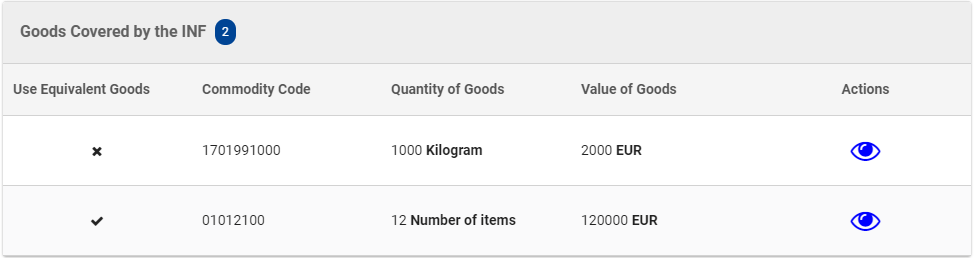 Goods Covered by the INF 2
Use Equivalent Goods Commodity Code Quantity of Goods Value of Goods Actions
1701991000 1000 Kilogram 2000 EUR
01012100 12 Number of items 120000 EUR